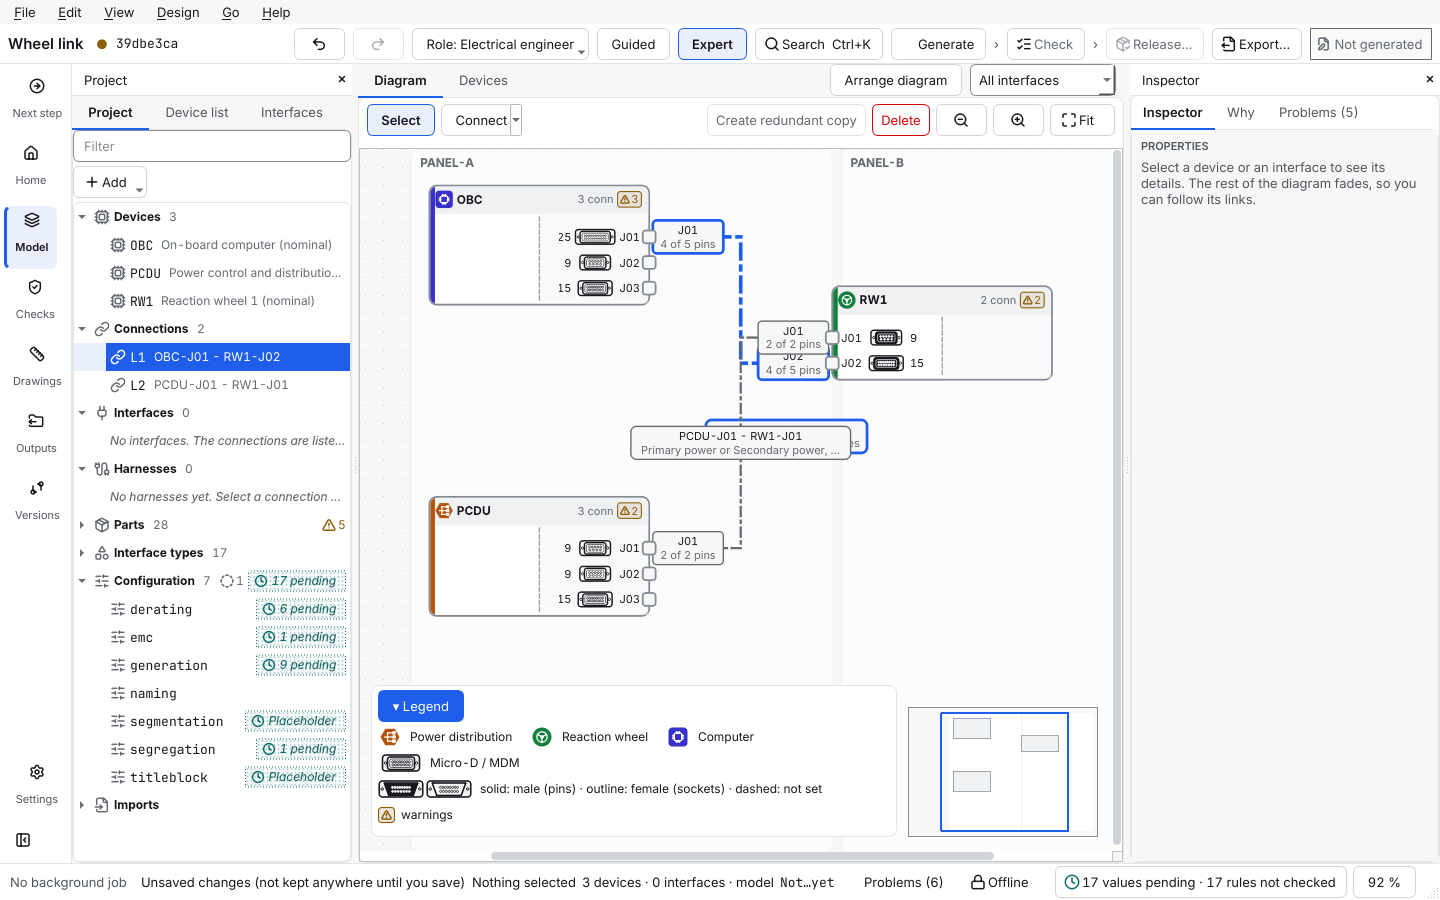 File Edit View Design Go Help
Wheel link 39dbe3ca Role: Electrical engineer Guided Expert Search Ctrl+K Generate › Check › Release... Export... Not generated
Next step
Home
Model
Checks
Drawings
Outputs
Versions
Settings
Project ×
Project Device list Interfaces
Filter
+ Add
Devices 3
OBC On-board computer (nominal)
PCDU Power control and distributio...
RW1 Reaction wheel 1 (nominal)
Connections 2
L1 OBC-J01 - RW1-J02
L2 PCDU-J01 - RW1-J01
Interfaces 0
No interfaces. The connections are liste...
Harnesses 0
No harnesses yet. Select a connection ...
Parts 28 5
Interface types 17
Configuration 7 1 17 pending
derating 6 pending
emc 1 pending
generation 9 pending
naming
segmentation Placeholder
segregation 1 pending
titleblock Placeholder
Imports
Diagram Devices Arrange diagram All interfaces
Select Connect Create redundant copy Delete Fit
PANEL-A PANEL-B
OBC 3 conn 3
25 J01
9 J02
15 J03
J01
4 of 5 pins
RW1 2 conn 2
J01 9
J02 15
J01
2 of 2 pins
J02
4 of 5 pins
PCDU-J01 - RW1-J01
Primary power or Secondary power, ...
es
PCDU 3 conn 2
9 J01
9 J02
15 J03
J01
2 of 2 pins
▾ Legend
Power distribution Reaction wheel Computer
Micro-D / MDM
solid: male (pins) · outline: female (sockets) · dashed: not set
warnings
Inspector ×
Inspector Why Problems (5)
PROPERTIES
Select a device or an interface to see its
details. The rest of the diagram fades, so you
can follow its links.
No background job Unsaved changes (not kept anywhere until you save) Nothing selected 3 devices · 0 interfaces · model Not…yet Problems (6) Offline 17 values pending · 17 rules not checked 92 %